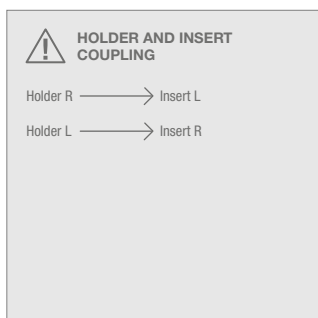 HOLDER AND INSERT
COUPLING
Holder R Insert L
Holder L Insert R